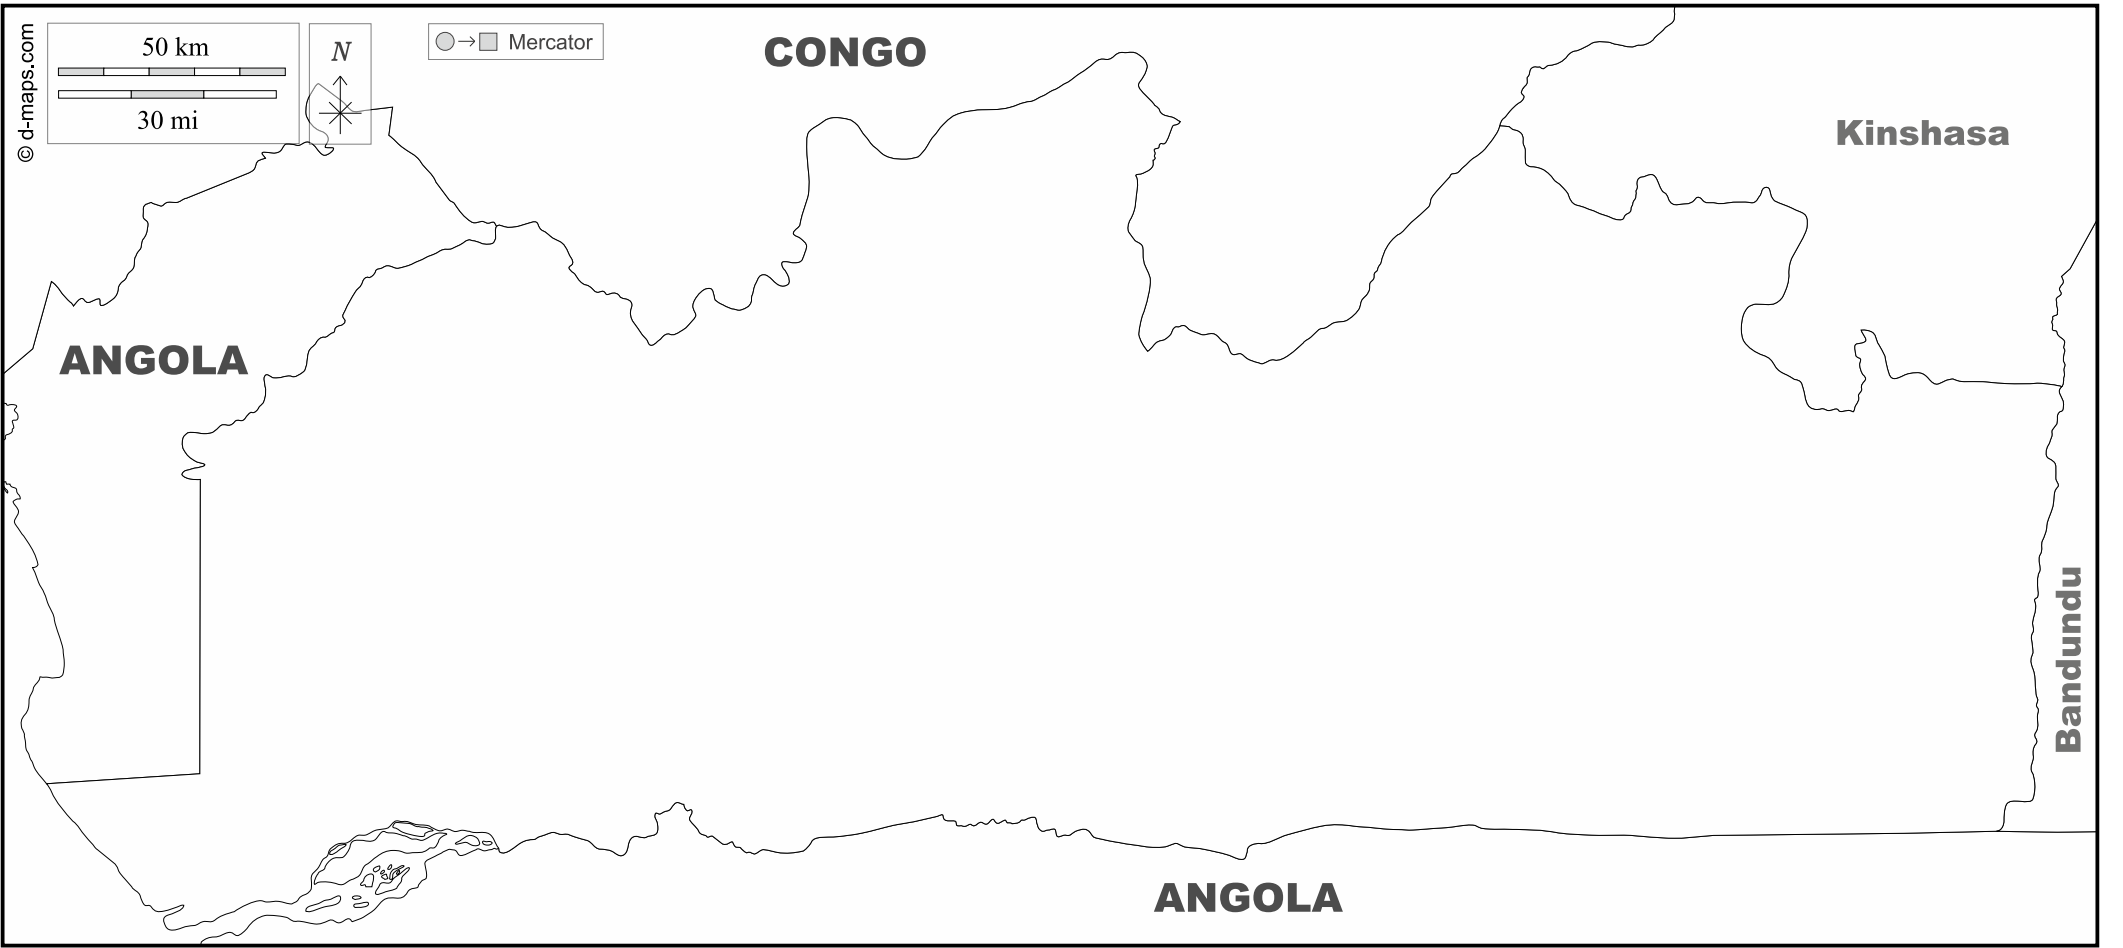 © d-maps.com
50 km
30 mi
N
Mercator
CONGO
Kinshasa
ANGOLA
Bandundu
ANGOLA